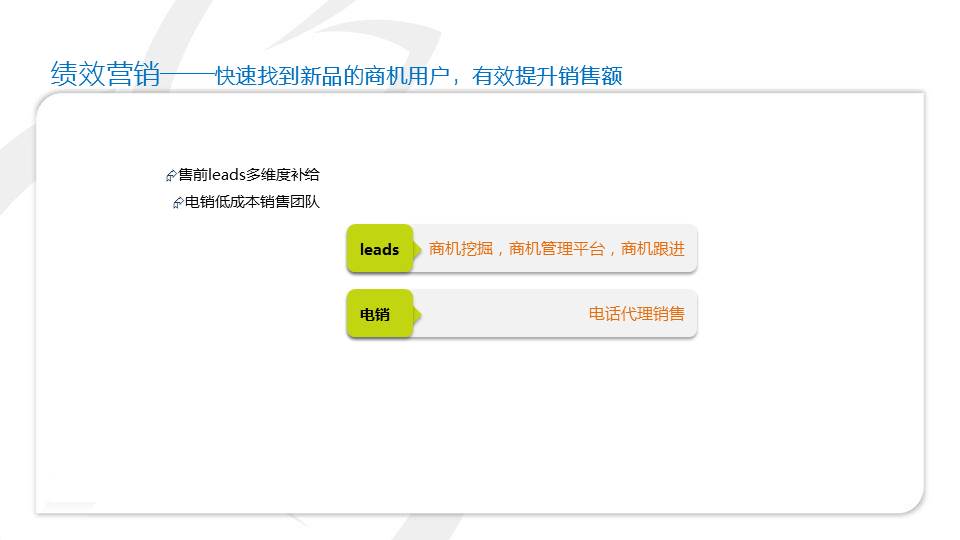 绩效营销——快速找到新品的商机用户，有效提升销售额
售前leads多维度补给
电销低成本销售团队
leads 商机挖掘，商机管理平台，商机跟进
电销 电话代理销售